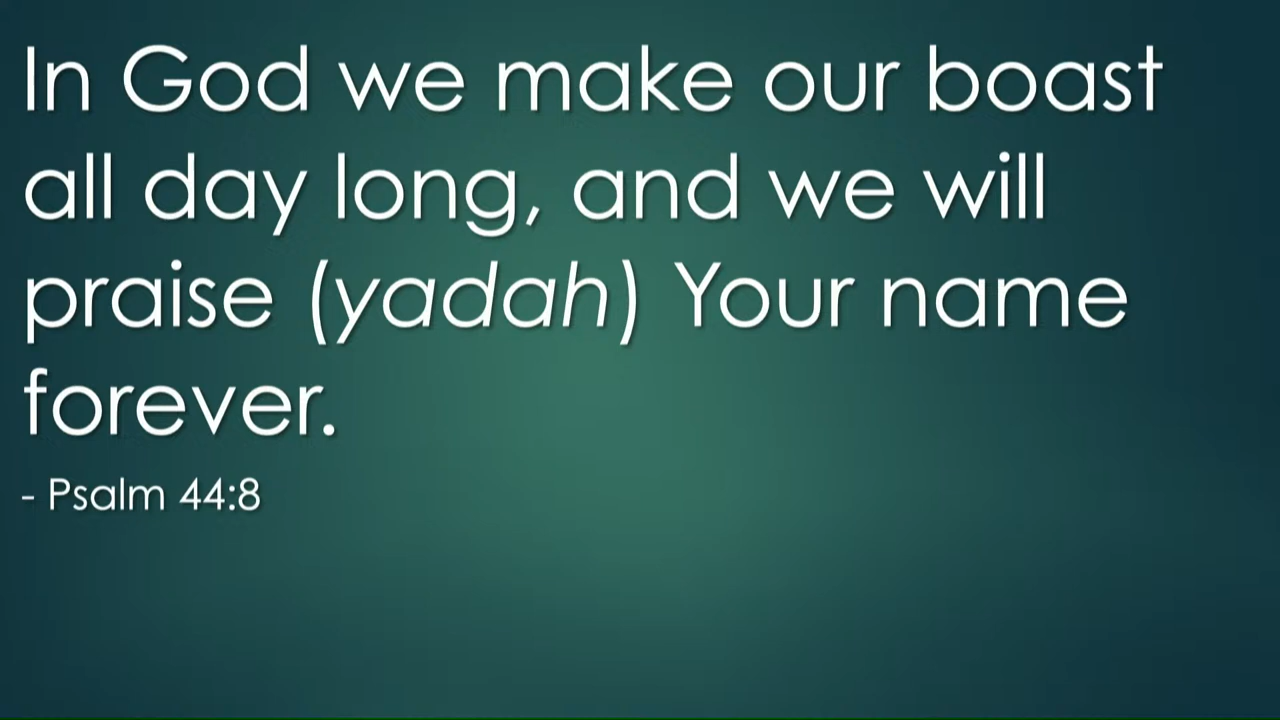 In God we make our boast
all day long, and we will
praise (yadah) Your name
forever.
- Psalm 44:8